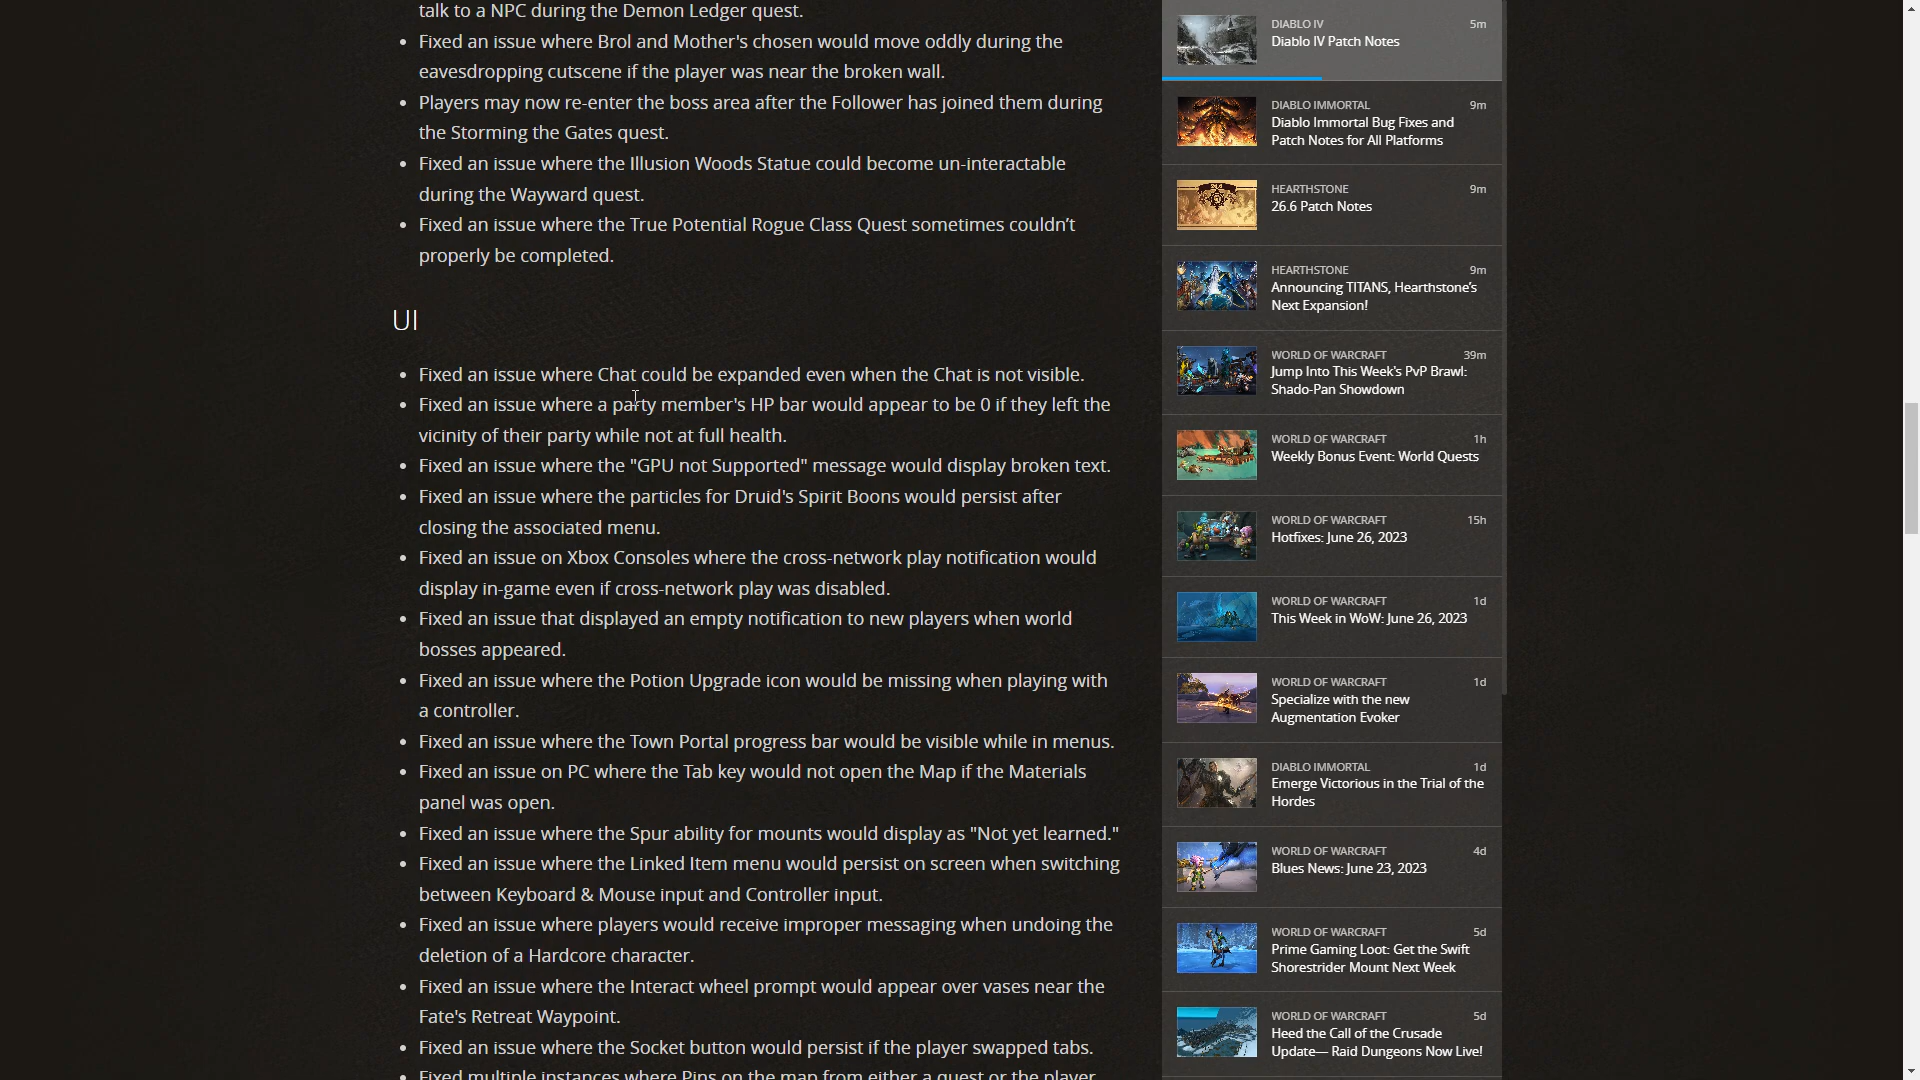 talk to a NPC during the Demon Ledger quest.
Fixed an issue where Brol and Mother's chosen would move oddly during the
eavesdropping cutscene if the player was near the broken wall.
Players may now re-enter the boss area after the Follower has joined them during
the Storming the Gates quest.
Fixed an issue where the Illusion Woods Statue could become un-interactable
during the Wayward quest.
Fixed an issue where the True Potential Rogue Class Quest sometimes couldn’t
properly be completed.
UI
Fixed an issue where Chat could be expanded even when the Chat is not visible.
Fixed an issue where a party member's HP bar would appear to be 0 if they left the
vicinity of their party while not at full health.
Fixed an issue where the "GPU not Supported" message would display broken text.
Fixed an issue where the particles for Druid's Spirit Boons would persist after
closing the associated menu.
Fixed an issue on Xbox Consoles where the cross-network play notification would
display in-game even if cross-network play was disabled.
Fixed an issue that displayed an empty notification to new players when world
bosses appeared.
Fixed an issue where the Potion Upgrade icon would be missing when playing with
a controller.
Fixed an issue where the Town Portal progress bar would be visible while in menus.
Fixed an issue on PC where the Tab key would not open the Map if the Materials
panel was open.
Fixed an issue where the Spur ability for mounts would display as "Not yet learned."
Fixed an issue where the Linked Item menu would persist on screen when switching
between Keyboard & Mouse input and Controller input.
Fixed an issue where players would receive improper messaging when undoing the
deletion of a Hardcore character.
Fixed an issue where the Interact wheel prompt would appear over vases near the
Fate's Retreat Waypoint.
Fixed an issue where the Socket button would persist if the player swapped tabs.
Fixed multiple instances where Pins on the map from either a quest or the player
DIABLO IV 5m
Diablo IV Patch Notes
DIABLO IMMORTAL 9m
Diablo Immortal Bug Fixes and
Patch Notes for All Platforms
HEARTHSTONE 9m
26.6 Patch Notes
HEARTHSTONE 9m
Announcing TITANS, Hearthstone’s
Next Expansion!
WORLD OF WARCRAFT 39m
Jump Into This Week's PvP Brawl:
Shado-Pan Showdown
WORLD OF WARCRAFT 1h
Weekly Bonus Event: World Quests
WORLD OF WARCRAFT 15h
Hotfixes: June 26, 2023
WORLD OF WARCRAFT 1d
This Week in WoW: June 26, 2023
WORLD OF WARCRAFT 1d
Specialize with the new
Augmentation Evoker
DIABLO IMMORTAL 1d
Emerge Victorious in the Trial of the
Hordes
WORLD OF WARCRAFT 4d
Blues News: June 23, 2023
WORLD OF WARCRAFT 5d
Prime Gaming Loot: Get the Swift
Shorestrider Mount Next Week
WORLD OF WARCRAFT 5d
Heed the Call of the Crusade
Update— Raid Dungeons Now Live!